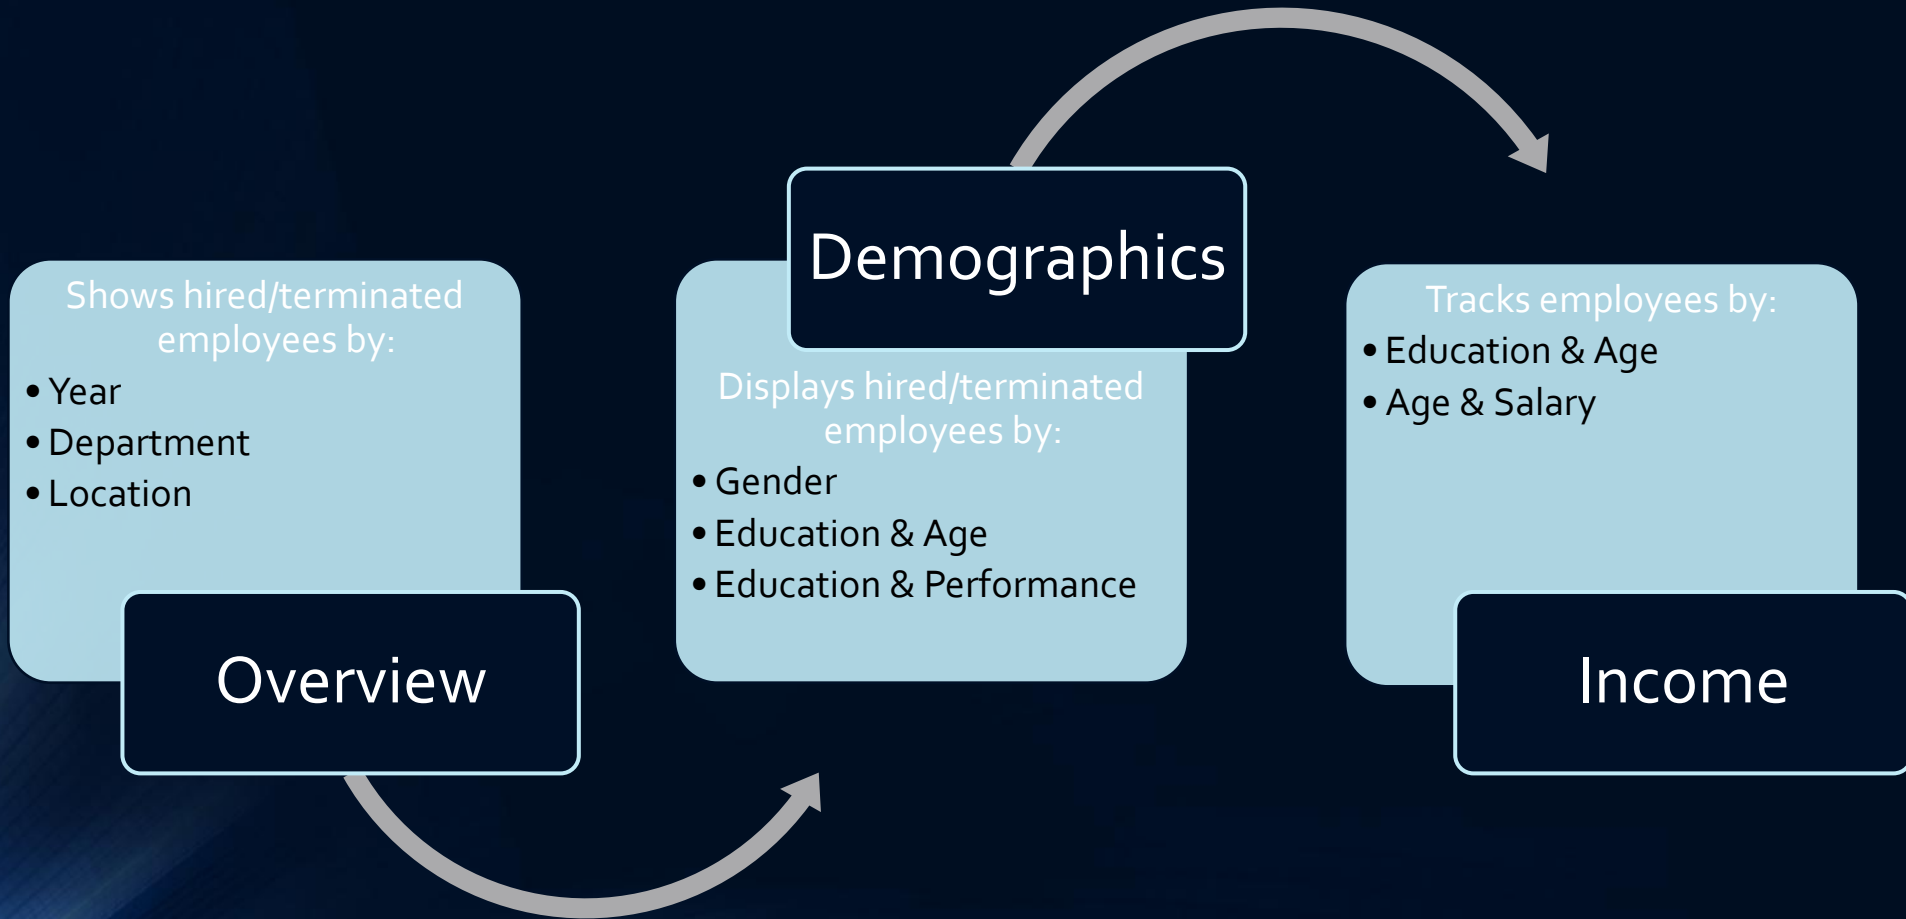 Shows hired/terminated
employees by:
• Year
• Department
• Location
Overview
Demographics
Displays hired/terminated
employees by:
• Gender
• Education & Age
• Education & Performance
Tracks employees by:
• Education & Age
• Age & Salary
Income